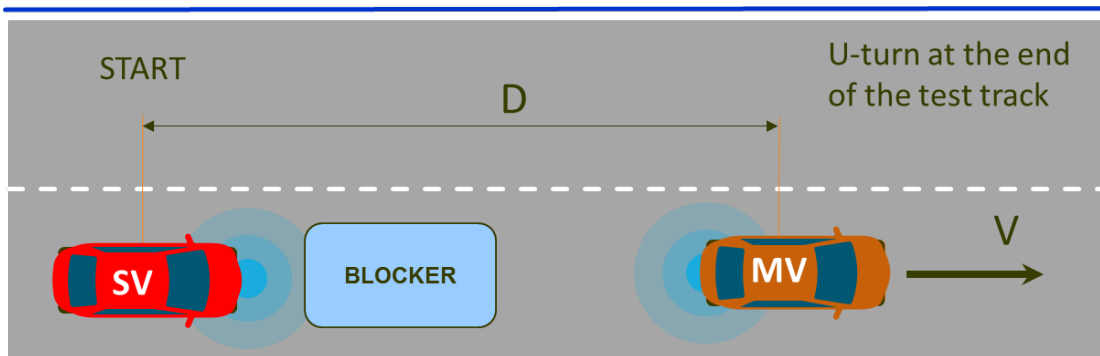 START
D
U-turn at the end
of the test track
SV
BLOCKER
MV
V